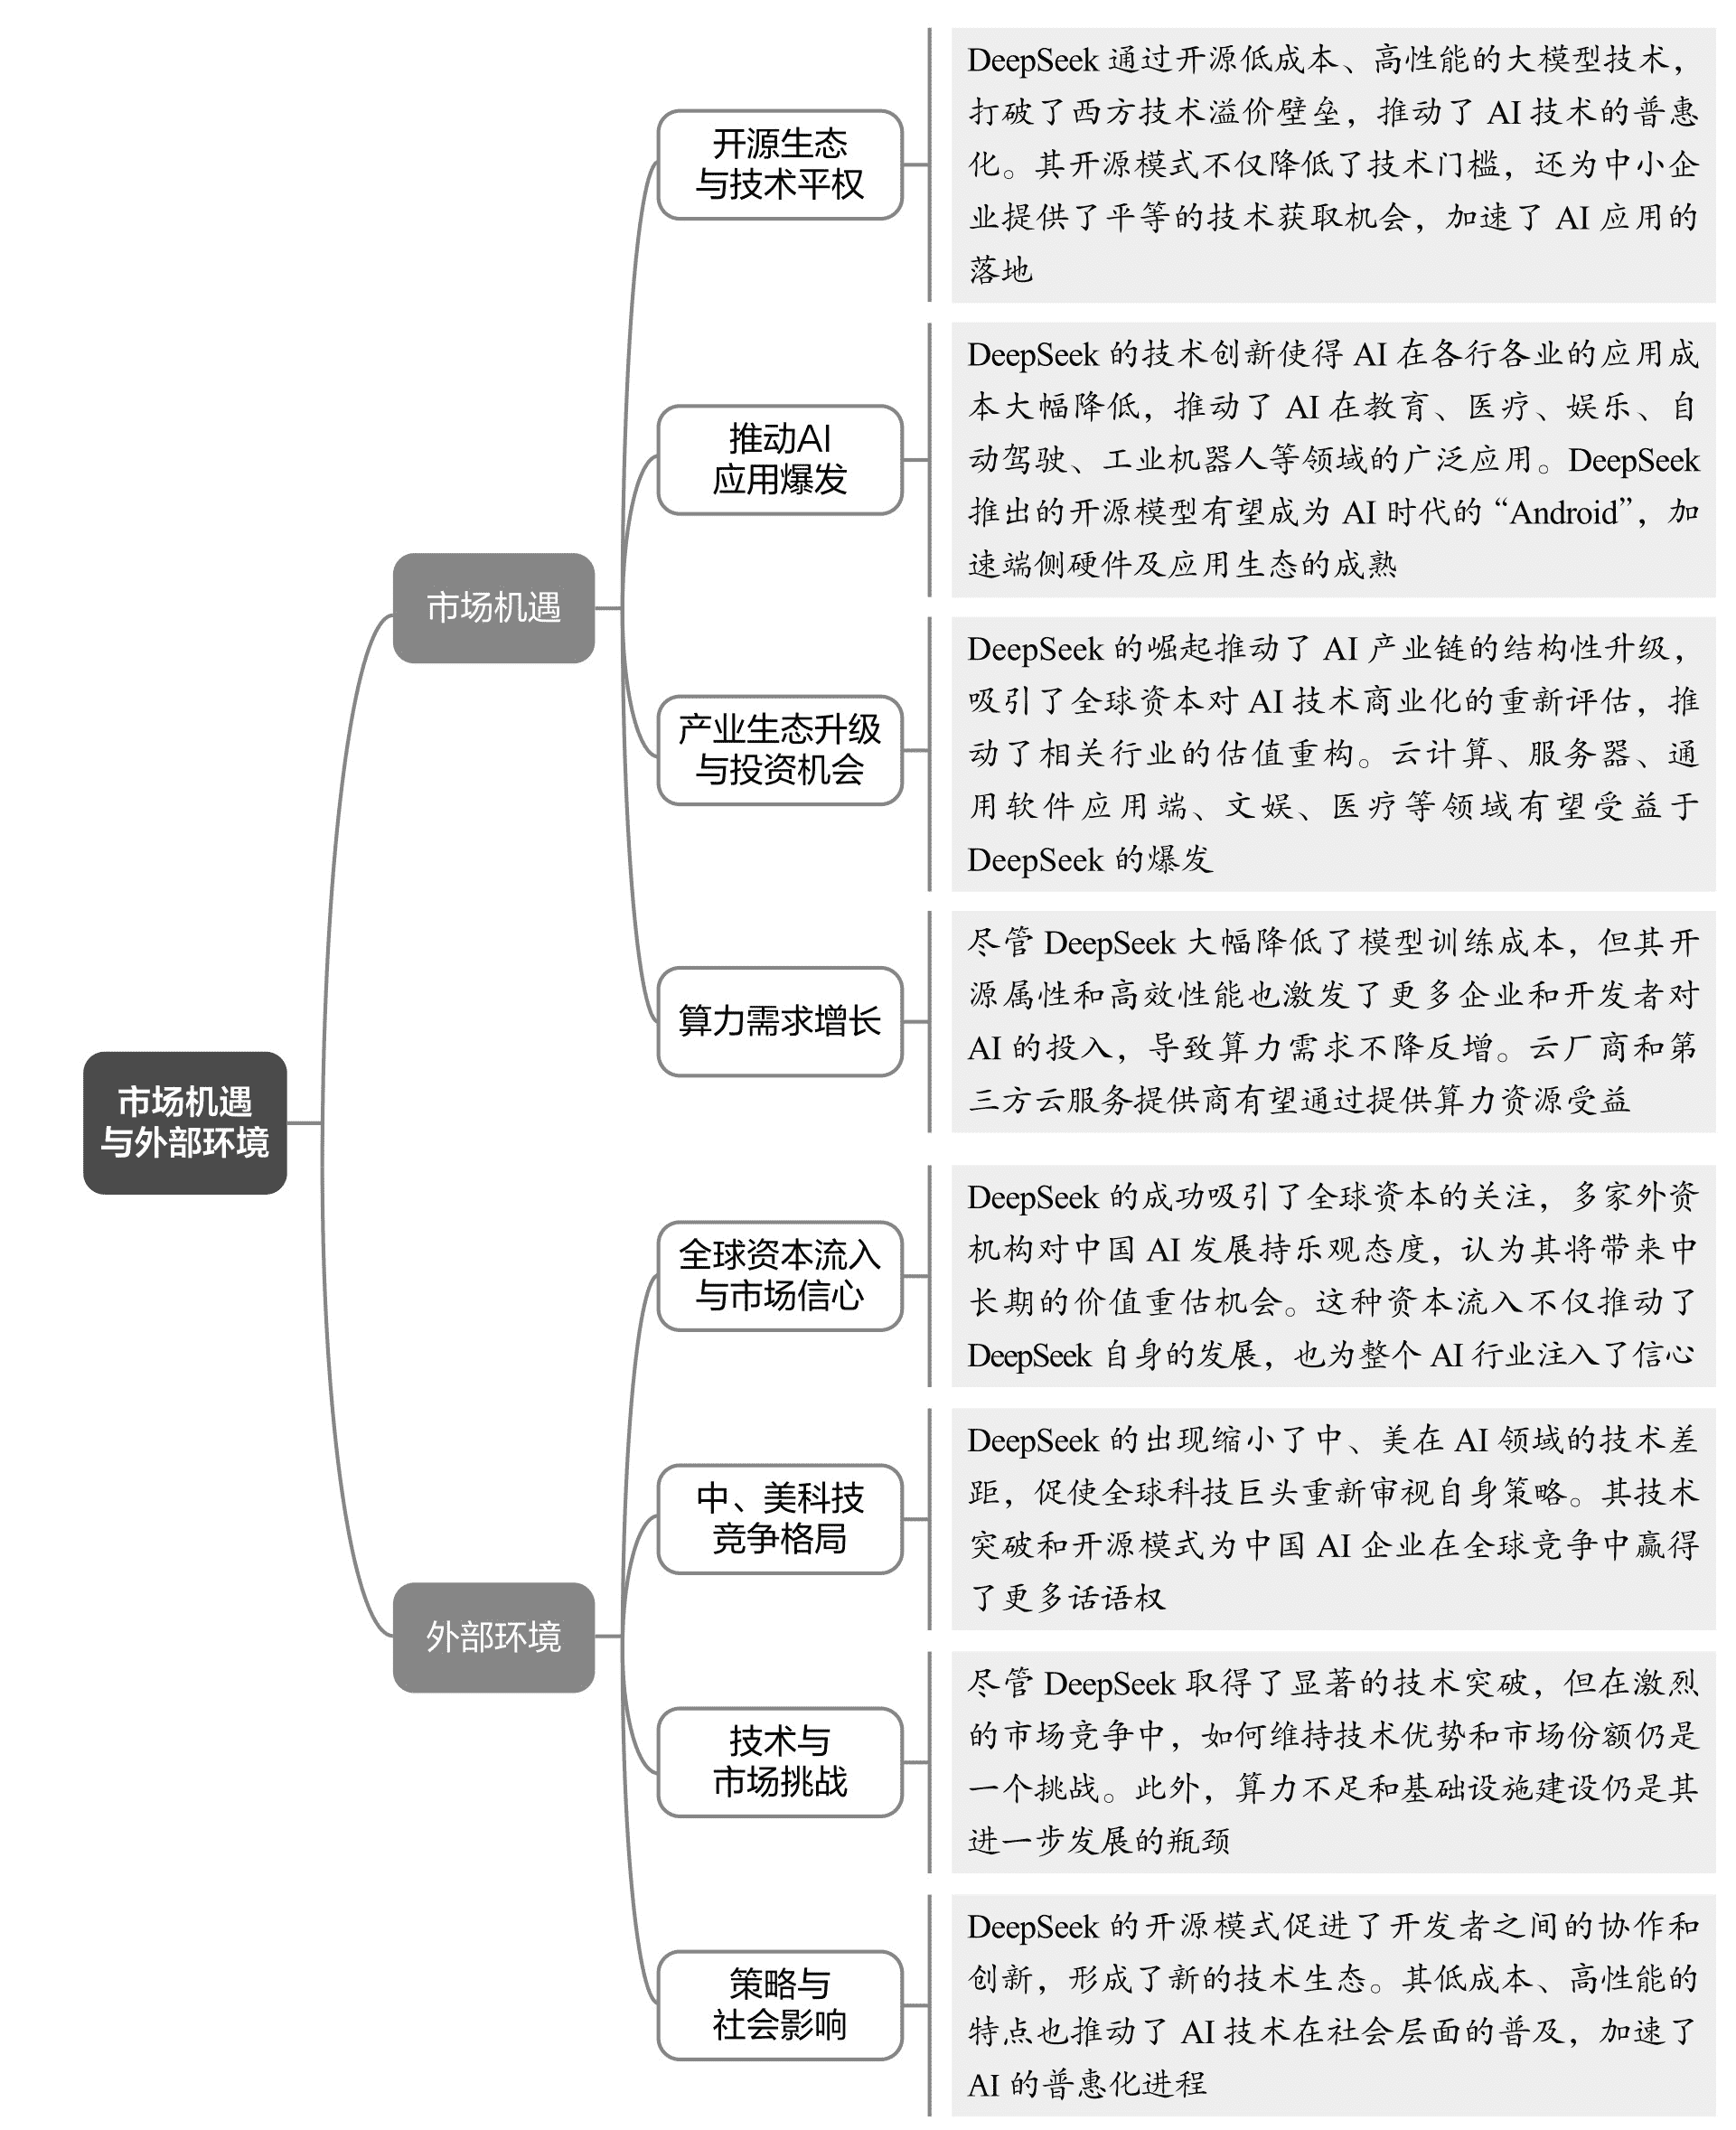 市场机遇
与外部环境
市场机遇
开源生态
与技术平权
DeepSeek 通过开源低成本、高性能的大模型技术，
打破了西方技术溢价壁垒，推动了 AI 技术的普惠
化。其开源模式不仅降低了技术门槛，还为中小企
业提供了平等的技术获取机会，加速了 AI 应用的
落地
推动AI
应用爆发
DeepSeek 的技术创新使得 AI 在各行各业的应用成
本大幅降低，推动了 AI 在教育、医疗、娱乐、自
动驾驶、工业机器人等领域的广泛应用。DeepSeek
推出的开源模型有望成为 AI 时代的 “Android”，加
速端侧硬件及应用生态的成熟
产业生态升级
与投资机会
DeepSeek 的崛起推动了 AI 产业链的结构性升级，
吸引了全球资本对 AI 技术商业化的重新评估，推
动了相关行业的估值重构。云计算、服务器、通
用软件应用端、文娱、医疗等领域有望受益于
DeepSeek 的爆发
算力需求增长
尽管 DeepSeek 大幅降低了模型训练成本，但其开
源属性和高效性能也激发了更多企业和开发者对
AI 的投入，导致算力需求不降反增。云厂商和第
三方云服务提供商有望通过提供算力资源受益
外部环境
全球资本流入
与市场信心
DeepSeek 的成功吸引了全球资本的关注，多家外资
机构对中国 AI 发展持乐观态度，认为其将带来中
长期的价值重估机会。这种资本流入不仅推动了
DeepSeek 自身的发展，也为整个 AI 行业注入了信心
中、美科技
竞争格局
DeepSeek 的出现缩小了中、美在 AI 领域的技术差
距，促使全球科技巨头重新审视自身策略。其技术
突破和开源模式为中国 AI 企业在全球竞争中赢得
了更多话语权
技术与
市场挑战
尽管 DeepSeek 取得了显著的技术突破，但在激烈
的市场竞争中，如何维持技术优势和市场份额仍是
一个挑战。此外，算力不足和基础设施建设仍是其
进一步发展的瓶颈
策略与
社会影响
DeepSeek 的开源模式促进了开发者之间的协作和
创新，形成了新的技术生态。其低成本、高性能的
特点也推动了 AI 技术在社会层面的普及，加速了
AI 的普惠化进程